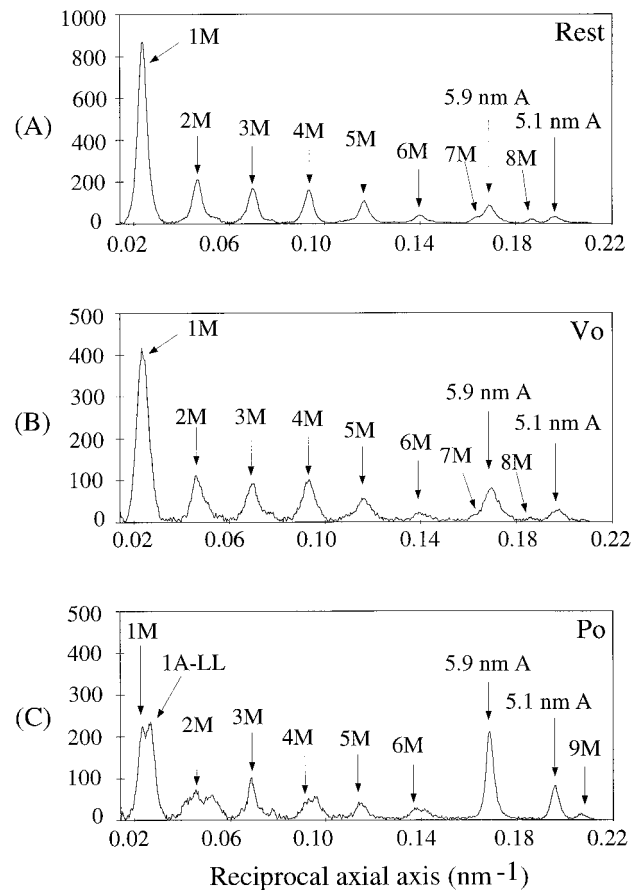 1000
800
600
400
200
0
(A)
Rest
1M
2M
3M
4M
5M
6M
7M
5.9 nm A
8M
5.1 nm A
0.02 0.06 0.10 0.14 0.18 0.22
500
400
300
200
100
0
(B)
Vo
1M
2M
3M
4M
5M
6M
7M
5.9 nm A
8M
5.1 nm A
0.02 0.06 0.10 0.14 0.18 0.22
500
400
300
200
100
0
(C)
Po
1M
1A-LL
2M
3M
4M
5M
6M
5.9 nm A
5.1 nm A
9M
0.02 0.06 0.10 0.14 0.18 0.22
Reciprocal axial axis (nm⁻¹)